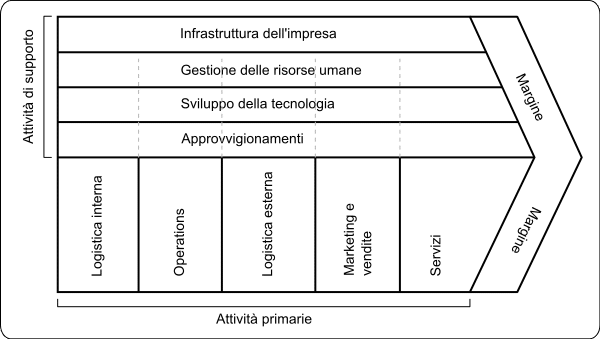 Attività di supporto
Infrastruttura dell'impresa
Gestione delle risorse umane
Sviluppo della tecnologia
Approvvigionamenti
Margine
Logistica interna
Operations
Logistica esterna
Marketing e
vendite
Servizi
Margine
Attività primarie